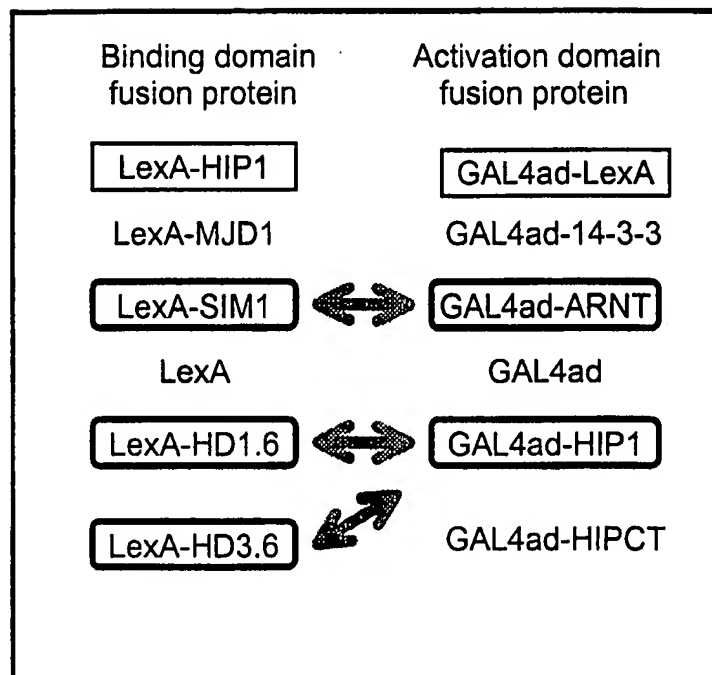 Binding domain
fusion protein
Activation domain
fusion protein
LexA-HIP1
GAL4ad-LexA
LexA-MJD1
GAL4ad-14-3-3
LexA-SIM1
GAL4ad-ARNT
LexA
GAL4ad
LexA-HD1.6
GAL4ad-HIP1
LexA-HD3.6
GAL4ad-HIPCT